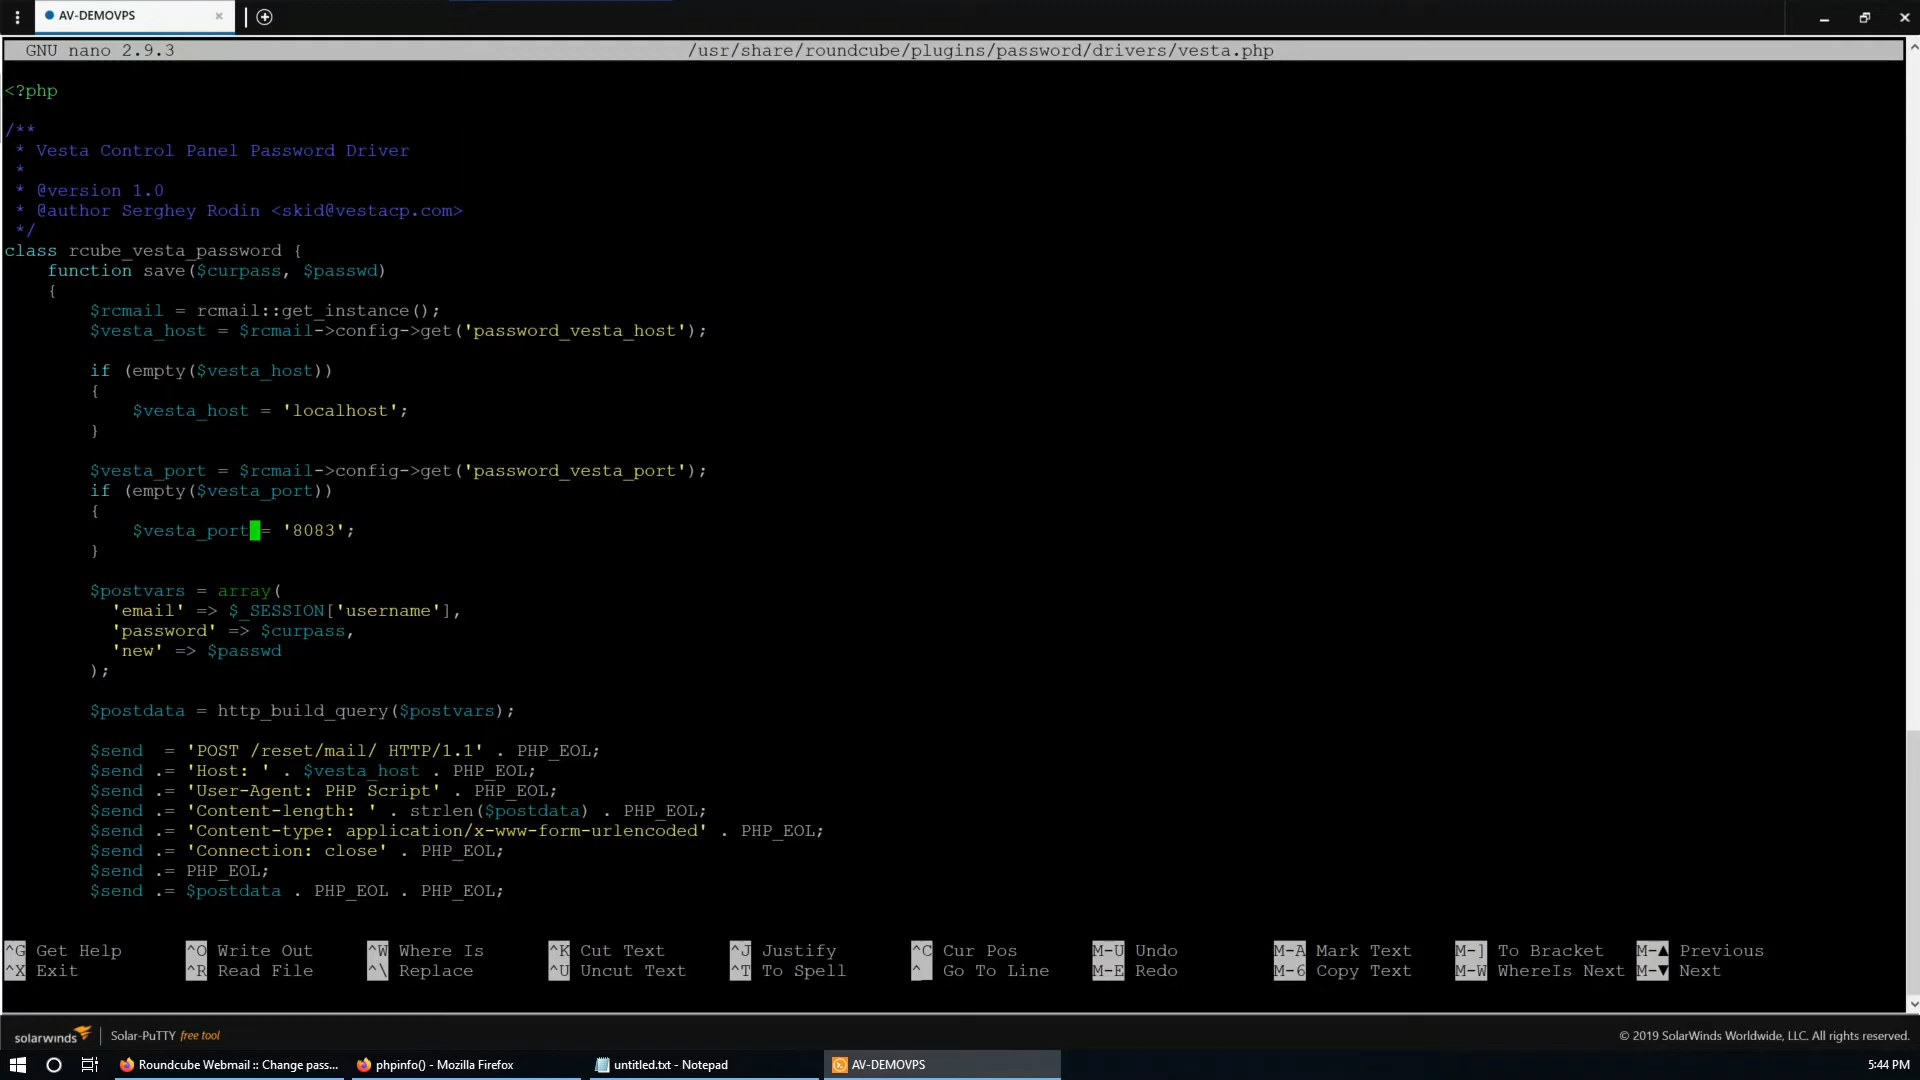 AV-DEMOVPS
GNU nano 2.9.3 /usr/share/roundcube/plugins/password/drivers/vesta.php
<?php
/**
 * Vesta Control Panel Password Driver
 *
 * @version 1.0
 * @author Serghey Rodin <skid@vestacp.com>
 */
class rcube_vesta_password {
    function save($curpass, $passwd)
    {
        $rcmail = rcmail::get_instance();
        $vesta_host = $rcmail->config->get('password_vesta_host');
        if (empty($vesta_host))
        {
            $vesta_host = 'localhost';
        }
        $vesta_port = $rcmail->config->get('password_vesta_port');
        if (empty($vesta_port))
        {
            $vesta_port = '8083';
        }
        $postvars = array(
          'email' => $_SESSION['username'],
          'password' => $curpass,
          'new' => $passwd
        );
        $postdata = http_build_query($postvars);
        $send  = 'POST /reset/mail/ HTTP/1.1' . PHP_EOL;
        $send .= 'Host: ' . $vesta_host . PHP_EOL;
        $send .= 'User-Agent: PHP Script' . PHP_EOL;
        $send .= 'Content-length: ' . strlen($postdata) . PHP_EOL;
        $send .= 'Content-type: application/x-www-form-urlencoded' . PHP_EOL;
        $send .= 'Connection: close' . PHP_EOL;
        $send .= PHP_EOL;
        $send .= $postdata . PHP_EOL . PHP_EOL;
^G Get Help ^O Write Out ^W Where Is ^K Cut Text ^J Justify ^C Cur Pos M-U Undo M-A Mark Text M-] To Bracket M-▲ Previous
^X Exit ^R Read File ^\ Replace ^U Uncut Text ^T To Spell ^_ Go To Line M-E Redo M-6 Copy Text M-W WhereIs Next M-▼ Next
solarwinds | Solar-PuTTY free tool © 2019 SolarWinds Worldwide, LLC. All rights reserved.
Roundcube Webmail :: Change pass... phpinfo() - Mozilla Firefox untitled.txt - Notepad AV-DEMOVPS 5:44 PM